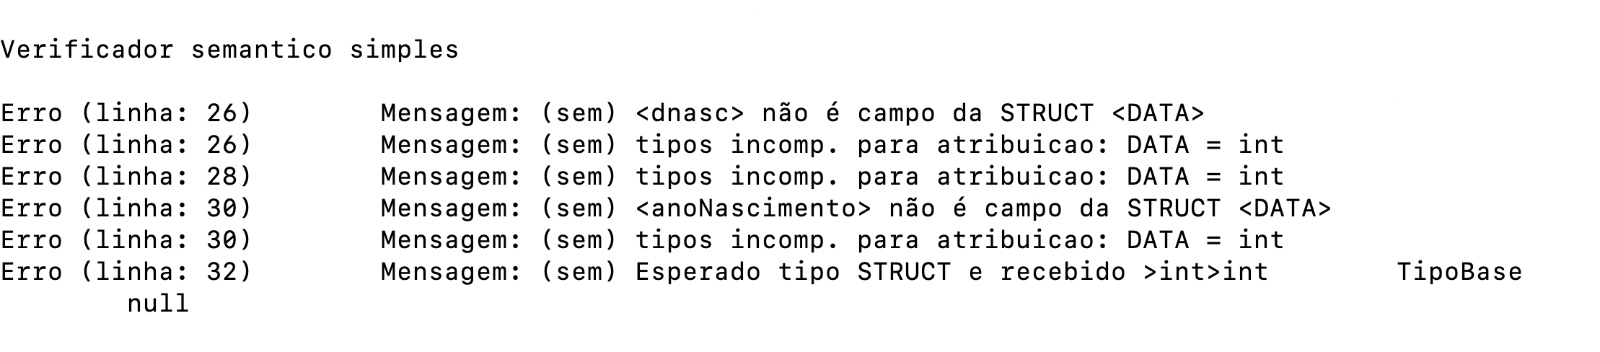 Verificador semantico simples
Erro (linha: 26) Mensagem: (sem) <dnasc> não é campo da STRUCT <DATA>
Erro (linha: 26) Mensagem: (sem) tipos incomp. para atribuicao: DATA = int
Erro (linha: 28) Mensagem: (sem) tipos incomp. para atribuicao: DATA = int
Erro (linha: 30) Mensagem: (sem) <anoNascimento> não é campo da STRUCT <DATA>
Erro (linha: 30) Mensagem: (sem) tipos incomp. para atribuicao: DATA = int
Erro (linha: 32) Mensagem: (sem) Esperado tipo STRUCT e recebido >int>int TipoBase
null